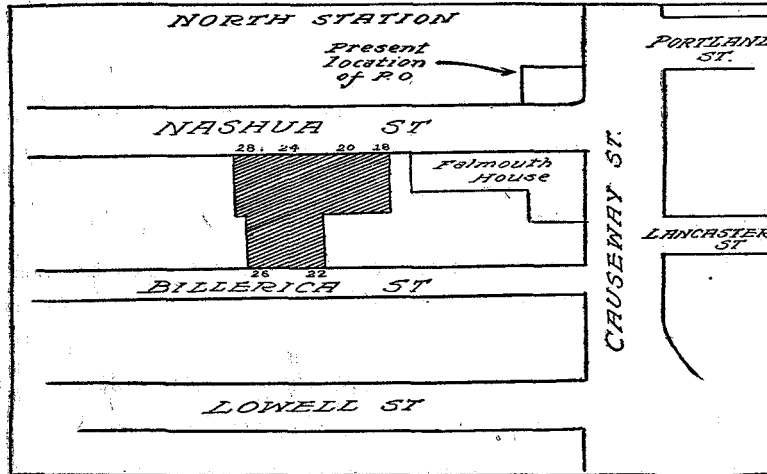 NORTH STATION
Present
location
of P.O.
PORTLAND
ST.
NASHUA ST
28. 24 20 18
Falmouth
House
CAUSEWAY ST.
LANCASTER
ST
26 22
BILLERICA ST
LOWELL ST